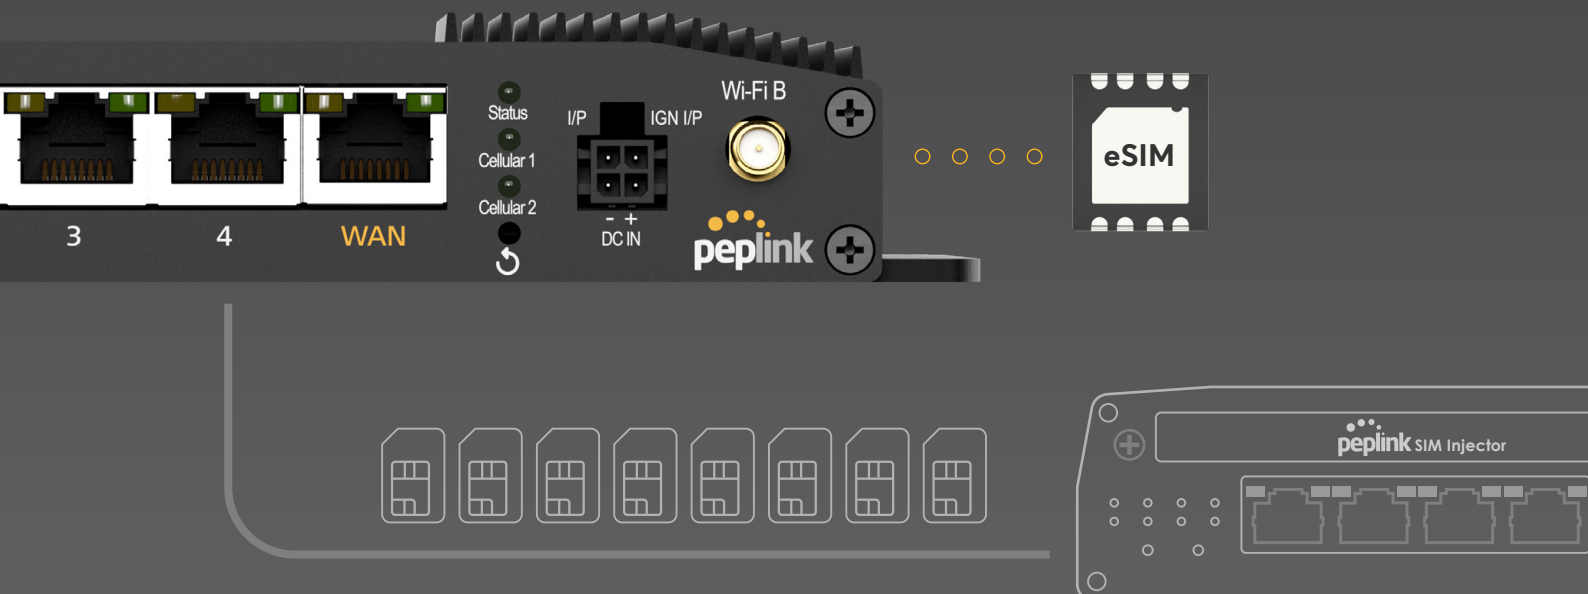 Wi-Fi B
Status
I/P
IGN I/P
Cellular 1
Cellular 2
- +
DC IN
peplink
3
4
WAN
eSIM
peplink SIM Injector